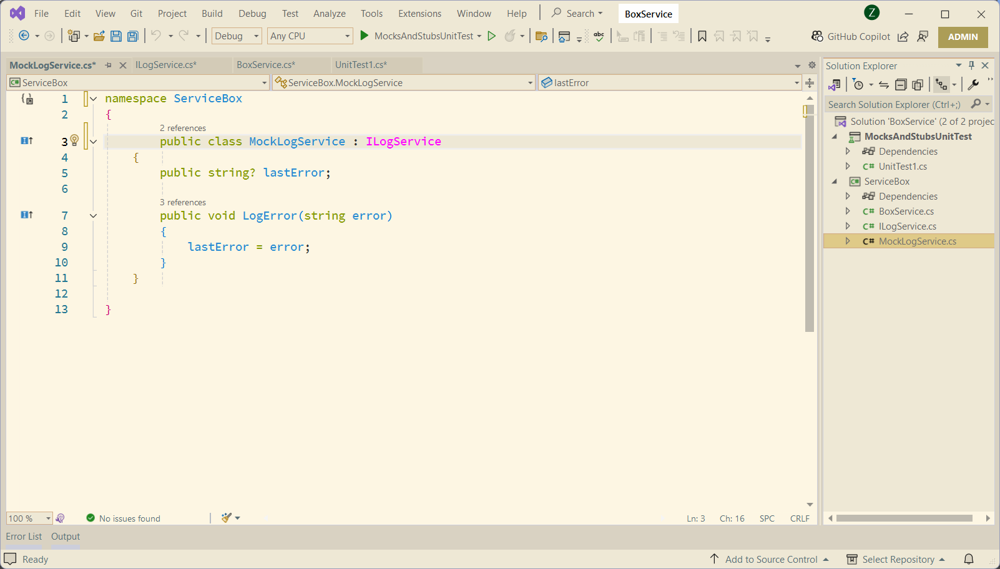 File Edit View Git Project Build Debug Test Analyze Tools Extensions Window Help Search BoxService Z
Debug Any CPU MocksAndStubsUnitTest abc GitHub Copilot ADMIN
MockLogService.cs* ILogService.cs* BoxService.cs* UnitTest1.cs*
C# ServiceBox ServiceBox.MockLogService lastError
1 namespace ServiceBox
2 {
2 references
3 public class MockLogService : ILogService
4 {
5 public string? lastError;
6
3 references
7 public void LogError(string error)
8 {
9 lastError = error;
10 }
11 }
12
13 }
100 % No issues found Ln: 3 Ch: 16 SPC CRLF
Solution Explorer
Search Solution Explorer (Ctrl+;)
Solution 'BoxService' (2 of 2 projec
MocksAndStubsUnitTest
Dependencies
C# UnitTest1.cs
C# ServiceBox
Dependencies
C# BoxService.cs
C# ILogService.cs
C# MockLogService.cs
Error List Output
Ready Add to Source Control Select Repository